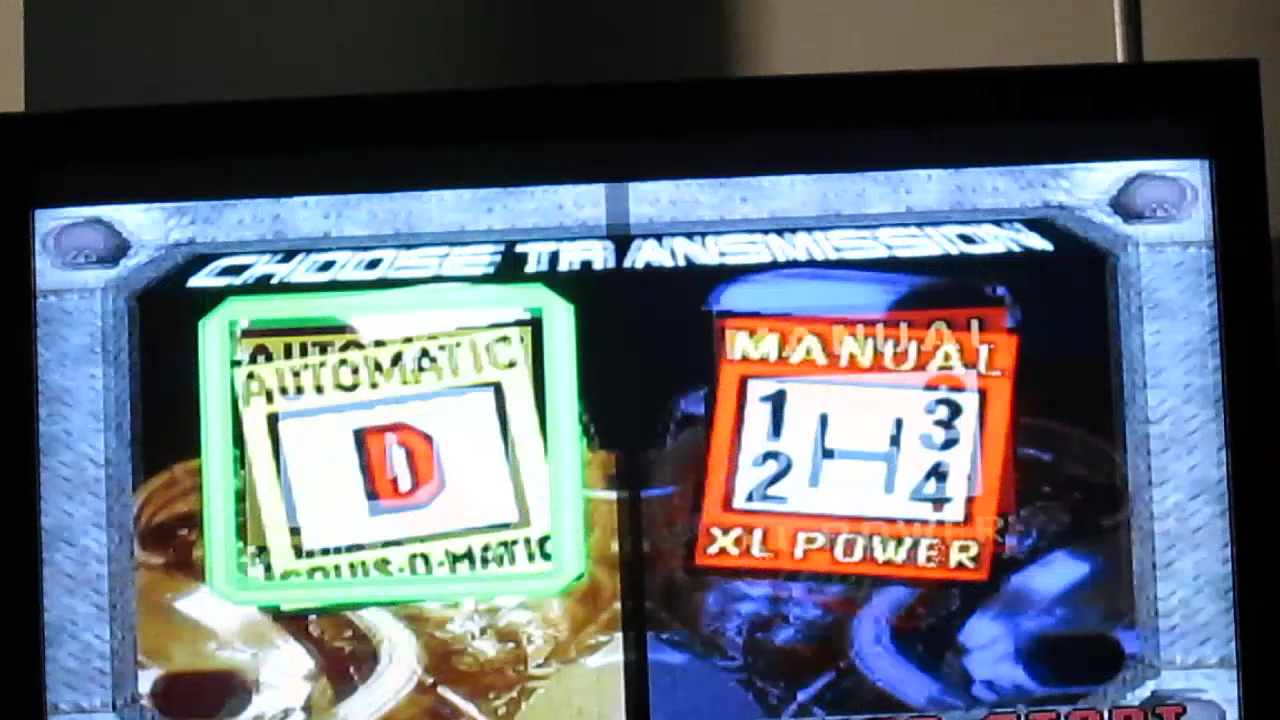 CHOOSE TRANSMISSION
AUTOMATIC
D
MANUAL
1 3
2 4
XL POWER